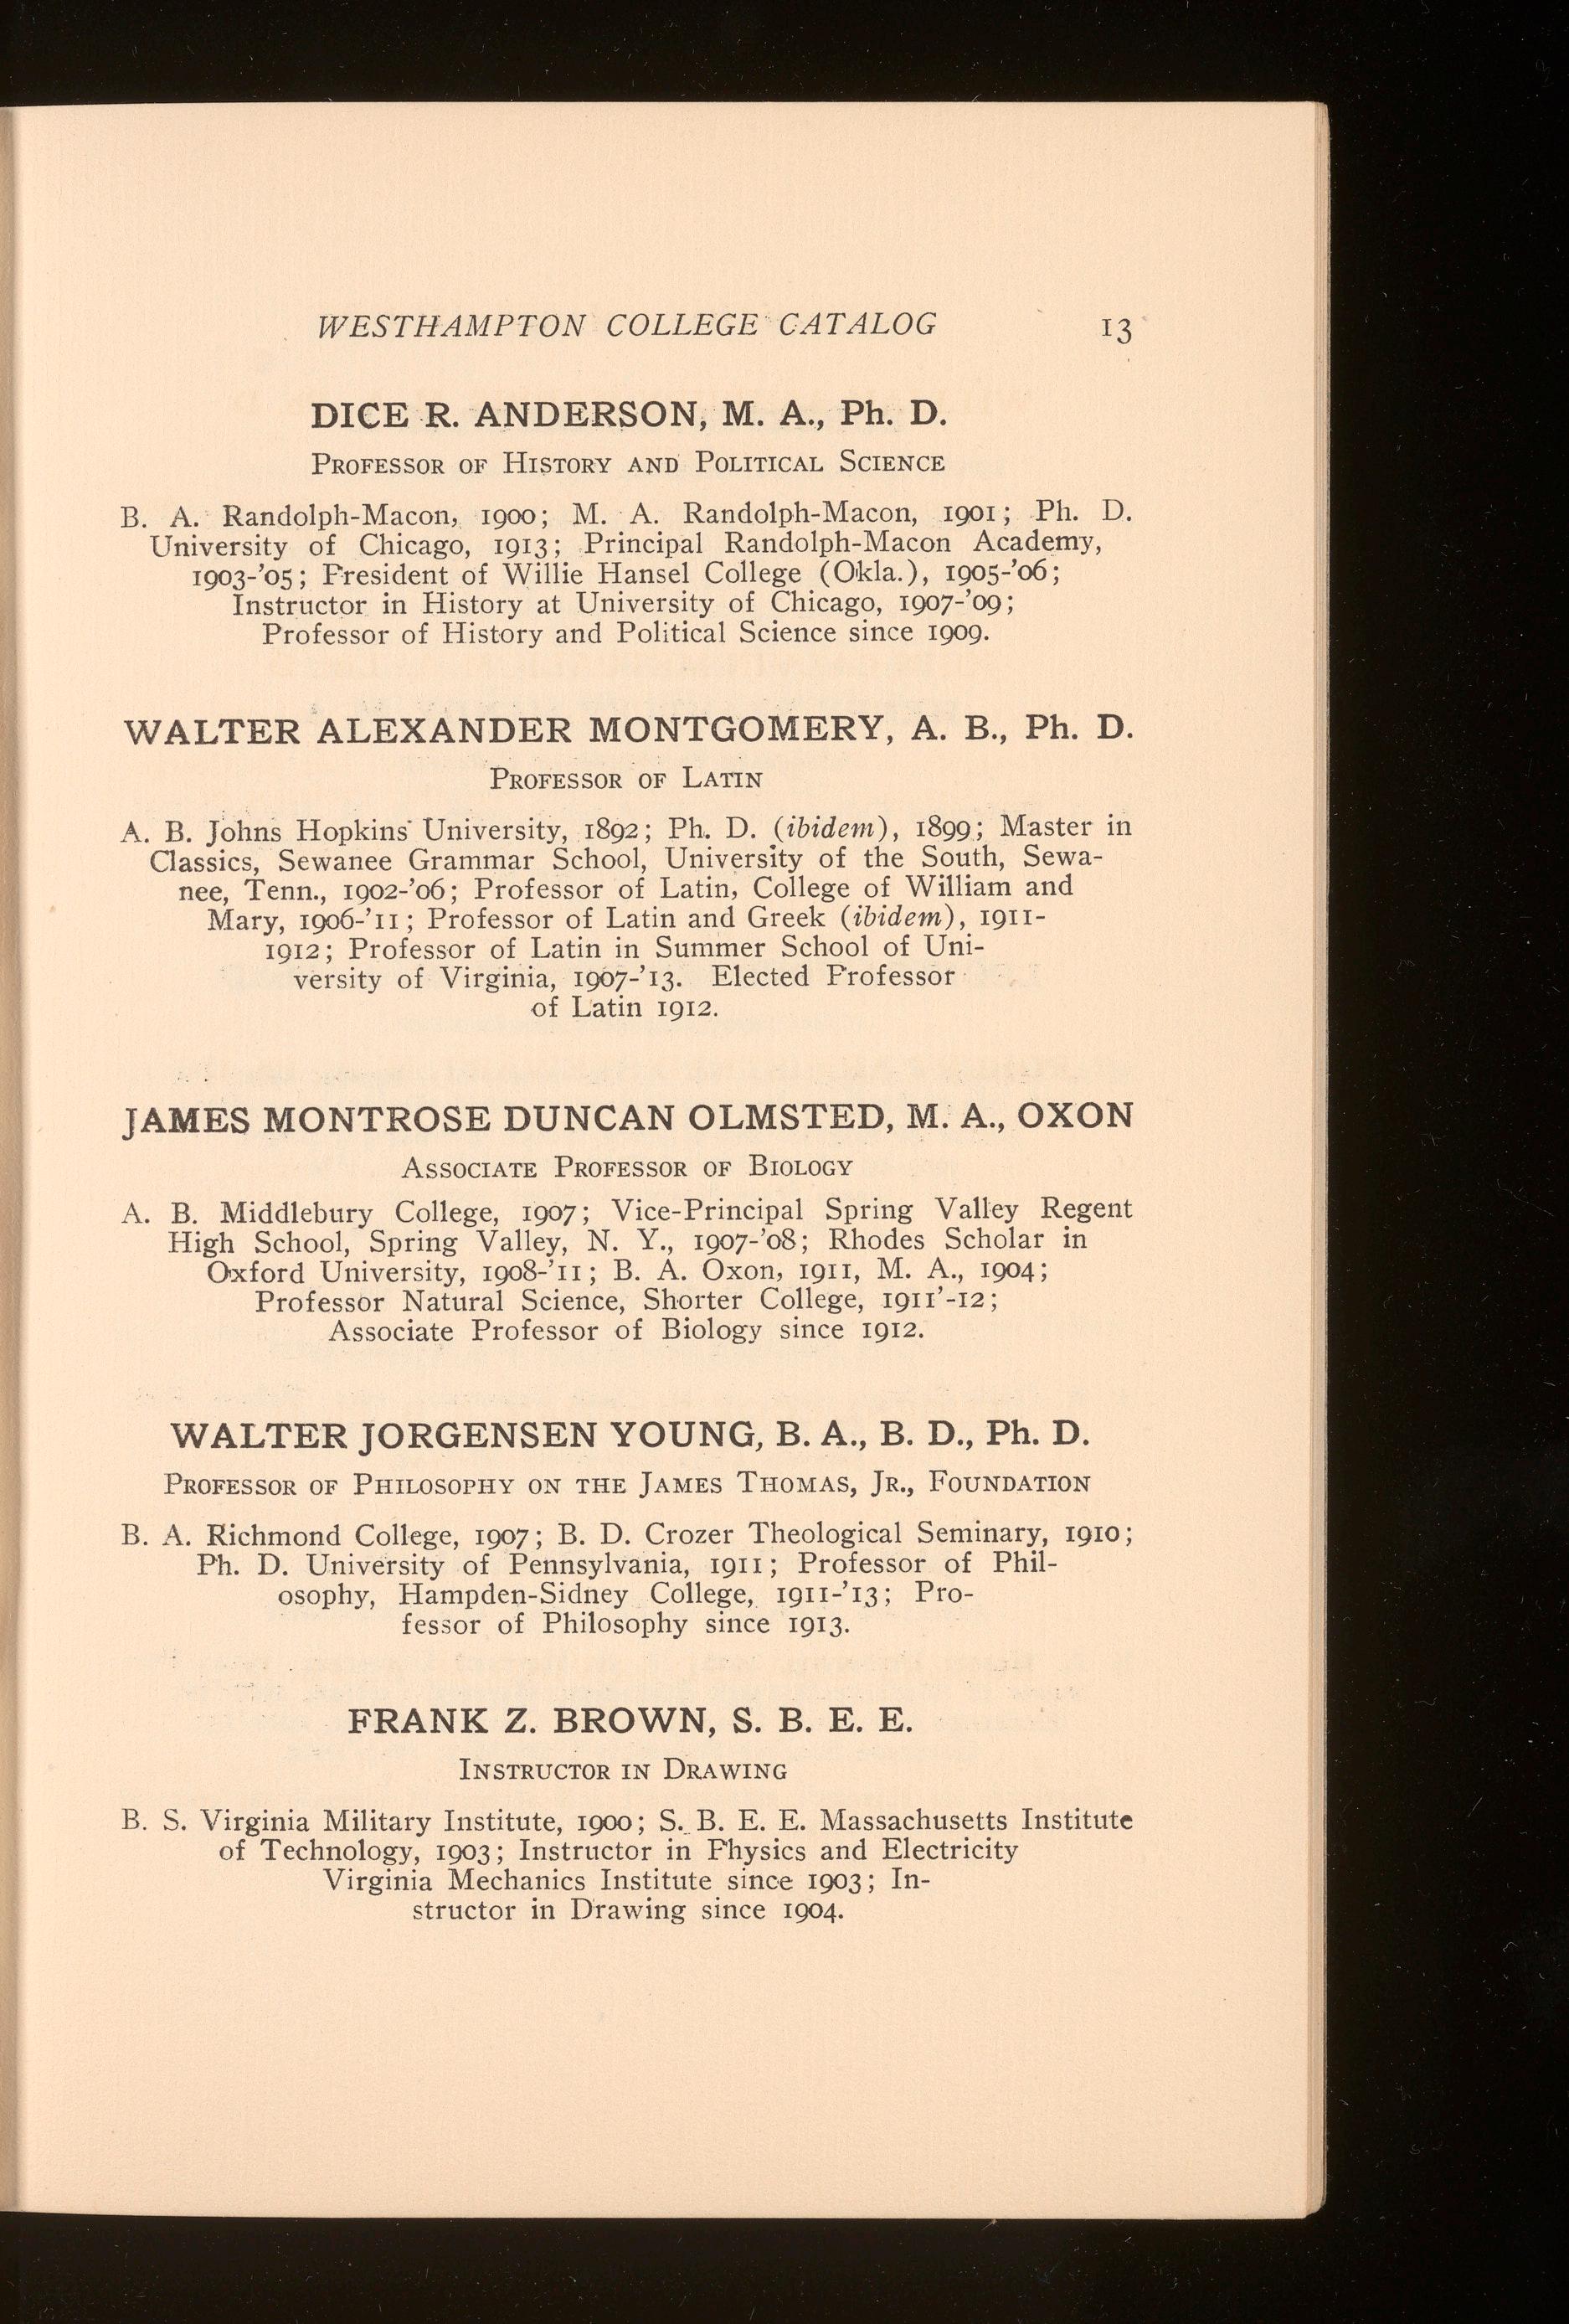 WESTHAMPTON COLLEGE CATALOG 13
DICE R. ANDERSON, M. A., Ph. D.
PROFESSOR OF HISTORY AND POLITICAL SCIENCE
B. A. Randolph-Macon, 1900; M. A. Randolph-Macon, 1901; Ph. D.
University of Chicago, 1913; Principal Randolph-Macon Academy,
1903-'05; President of Willie Hansel College (Okla.), 1905-'06;
Instructor in History at University of Chicago, 1907-'09;
Professor of History and Political Science since 1909.
WALTER ALEXANDER MONTGOMERY, A. B., Ph. D.
PROFESSOR OF LATIN
A. B. Johns Hopkins University, 1892; Ph. D. (ibidem), 1899; Master in
Classics, Sewanee Grammar School, University of the South, Sewa-
nee, Tenn., 1902-'06; Professor of Latin, College of William and
Mary, 1906-'11; Professor of Latin and Greek (ibidem), 1911-
1912; Professor of Latin in Summer School of Uni-
versity of Virginia, 1907-'13. Elected Professor
of Latin 1912.
JAMES MONTROSE DUNCAN OLMSTED, M. A., OXON
ASSOCIATE PROFESSOR OF BIOLOGY
A. B. Middlebury College, 1907; Vice-Principal Spring Valley Regent
High School, Spring Valley, N. Y., 1907-'08; Rhodes Scholar in
Oxford University, 1908-'11; B. A. Oxon, 1911, M. A., 1904;
Professor Natural Science, Shorter College, 1911'-12;
Associate Professor of Biology since 1912.
WALTER JORGENSEN YOUNG, B. A., B. D., Ph. D.
PROFESSOR OF PHILOSOPHY ON THE JAMES THOMAS, JR., FOUNDATION
B. A. Richmond College, 1907; B. D. Crozer Theological Seminary, 1910;
Ph. D. University of Pennsylvania, 1911; Professor of Phil-
osophy, Hampden-Sidney College, 1911-'13; Pro-
fessor of Philosophy since 1913.
FRANK Z. BROWN, S. B. E. E.
INSTRUCTOR IN DRAWING
B. S. Virginia Military Institute, 1900; S. B. E. E. Massachusetts Institute
of Technology, 1903; Instructor in Physics and Electricity
Virginia Mechanics Institute since 1903; In-
structor in Drawing since 1904.